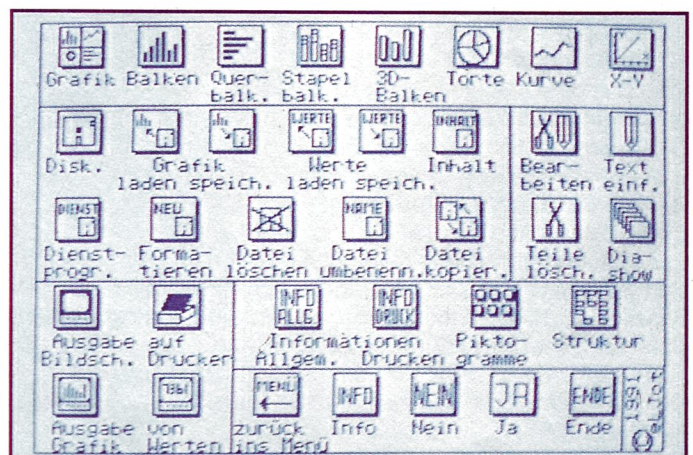 Grafik Balken Quer- Stapel 3D- Torte Kurve X-Y
balk. balk. Balken
WERTE WERTE INHALT
Disk. Grafik Werte Inhalt Bear- Text
laden speich. laden speich. beiten einf.
DIENST NEU NAME
Dienst- Forma- Datei Datei Datei Teile Dia-
progr. tieren löschen umbenenn. kopier. lösch. show
INFO ALLG. INFO DRUCK
Ausgabe auf Informationen Pikto- Struktur
Bildsch. Drucker Allgem. Drucken gramme
MENÜ INFO NEIN JA ENDE
Ausgabe von zurück Info Nein Ja Ende
Grafik Werten ins Menü
© 1991